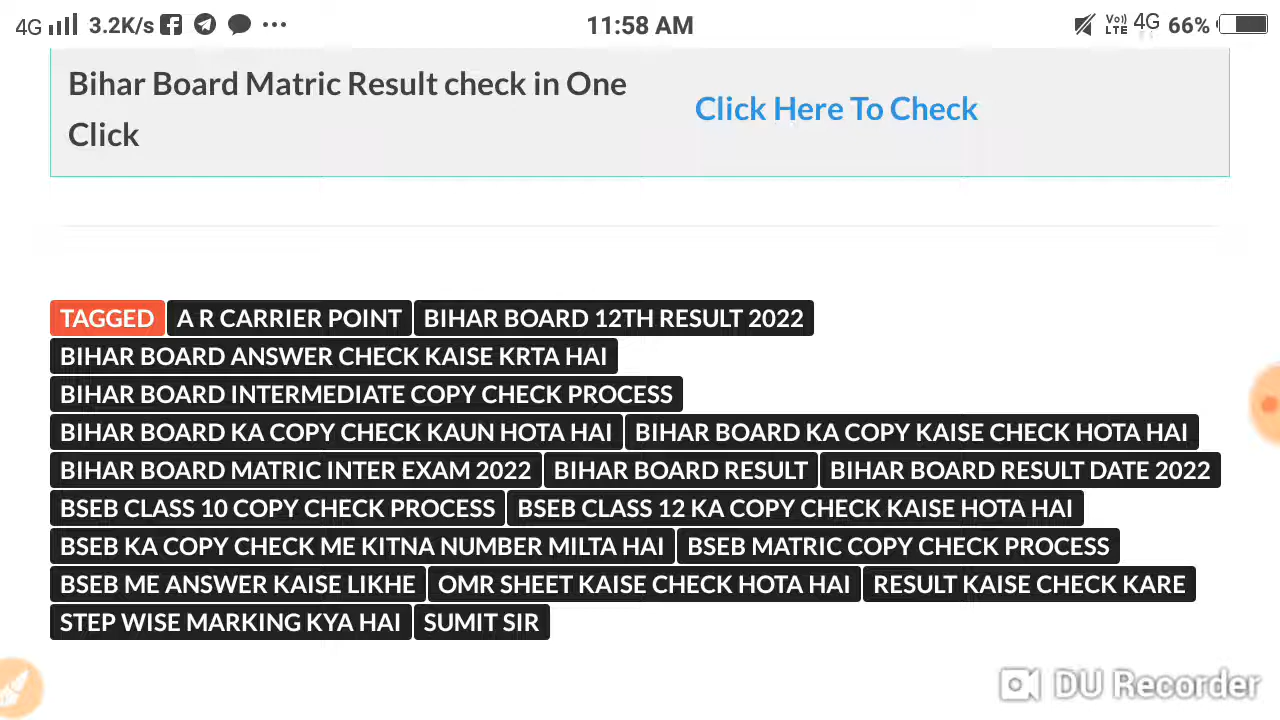 4G 3.2K/s 11:58 AM Vo)) LTE 4G 66%
Bihar Board Matric Result check in One
Click
Click Here To Check
TAGGED A R CARRIER POINT BIHAR BOARD 12TH RESULT 2022
BIHAR BOARD ANSWER CHECK KAISE KRTA HAI
BIHAR BOARD INTERMEDIATE COPY CHECK PROCESS
BIHAR BOARD KA COPY CHECK KAUN HOTA HAI BIHAR BOARD KA COPY KAISE CHECK HOTA HAI
BIHAR BOARD MATRIC INTER EXAM 2022 BIHAR BOARD RESULT BIHAR BOARD RESULT DATE 2022
BSEB CLASS 10 COPY CHECK PROCESS BSEB CLASS 12 KA COPY CHECK KAISE HOTA HAI
BSEB KA COPY CHECK ME KITNA NUMBER MILTA HAI BSEB MATRIC COPY CHECK PROCESS
BSEB ME ANSWER KAISE LIKHE OMR SHEET KAISE CHECK HOTA HAI RESULT KAISE CHECK KARE
STEP WISE MARKING KYA HAI SUMIT SIR
DU Recorder